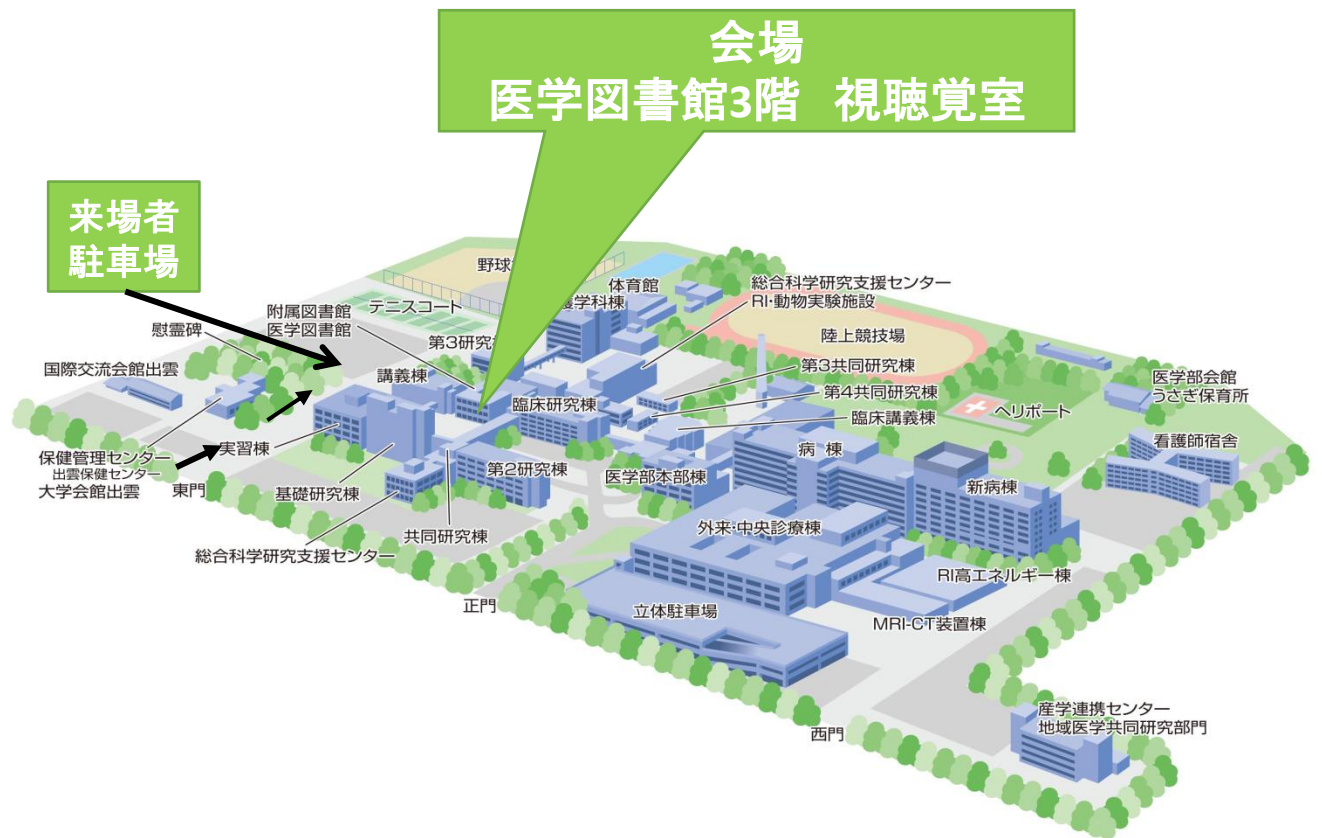 会場
医学図書館3階　視聴覚室
来場者
駐車場
野球
体育館
総合科学研究支援センター
RI・動物実験施設
護学科棟
附属図書館
医学図書館
テニスコート
慰霊碑
第3研究
陸上競技場
国際交流会館出雲
講義棟
第3共同研究棟
第4共同研究棟
臨床講義棟
臨床研究棟
ヘリポート
医学部会館
うさぎ保育所
看護師宿舎
保健管理センター
出雲保健センター
大学会館出雲
実習棟
東門
基礎研究棟
第2研究棟
医学部本部棟
病棟
新病棟
共同研究棟
総合科学研究支援センター
外来・中央診療棟
RI高エネルギー棟
正門
立体駐車場
MRI-CT装置棟
西門
産学連携センター
地域医学共同研究部門